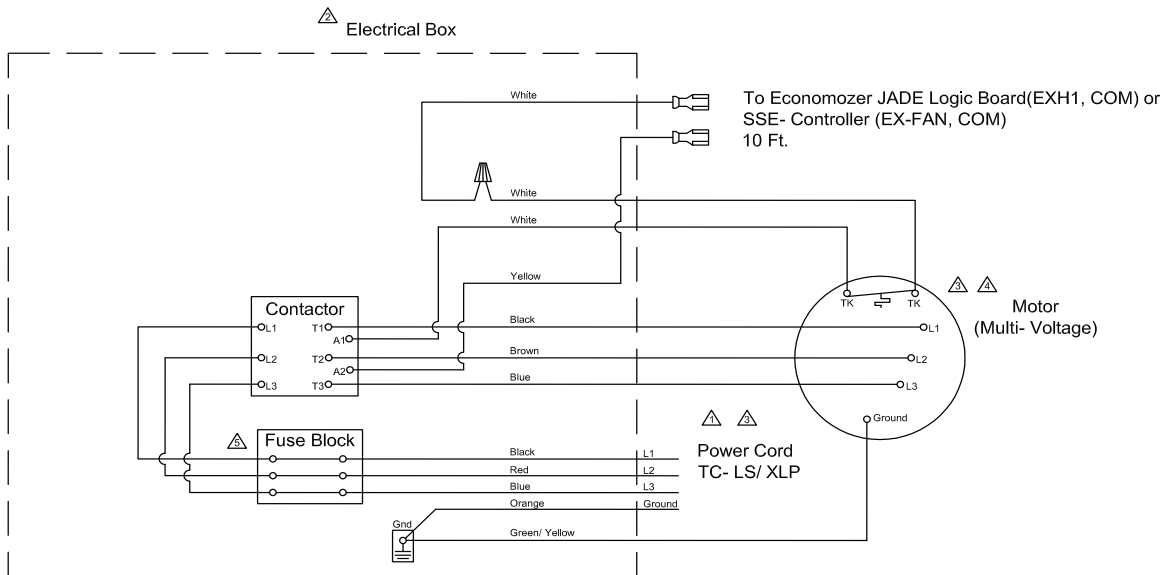 2
Electrical Box
White
To Economozer JADE Logic Board(EXH1, COM) or
SSE- Controller (EX-FAN, COM)
10 Ft.
White
White
Yellow
TK
TK
3
4
Motor
(Multi- Voltage)
Contactor
L1
T1
Black
L1
A1
L2
T2
Brown
L2
A2
L3
T3
Blue
L3
Ground
1
3
Power Cord
TC- LS/ XLP
5
Fuse Block
Black
L1
Red
L2
Blue
L3
Orange
Ground
Gnd
Green/ Yellow